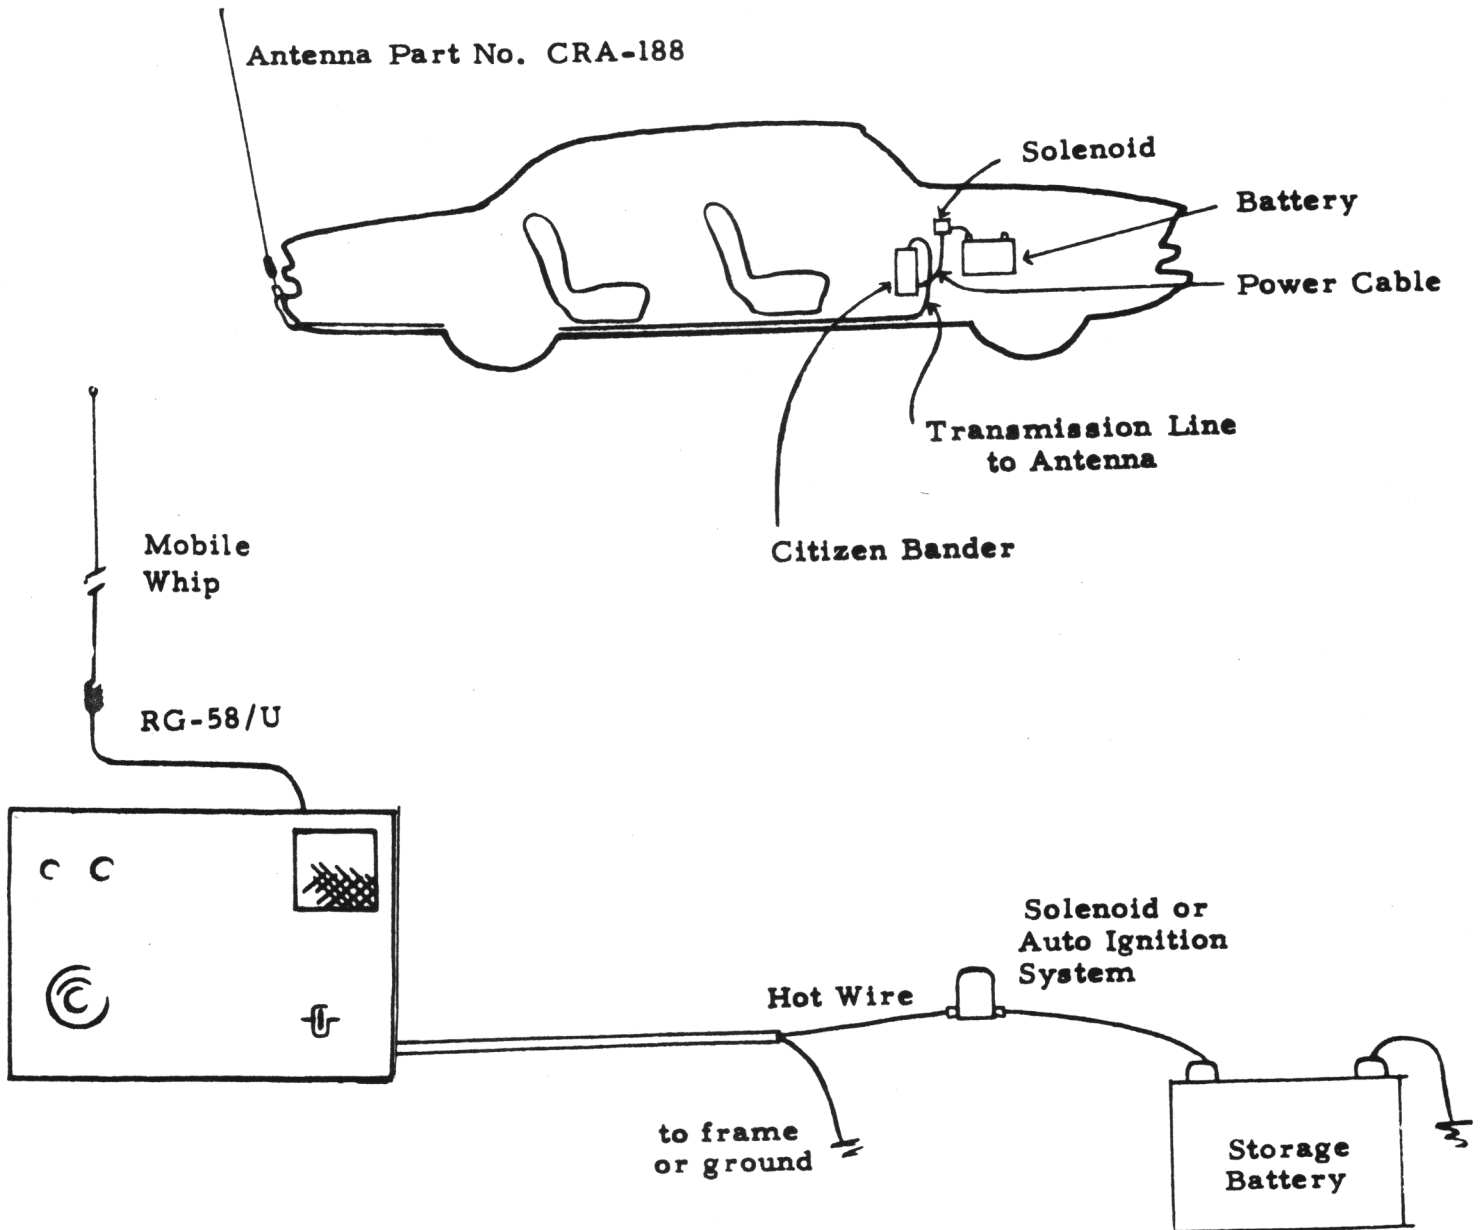 Antenna Part No. CRA-188
Solenoid
Battery
Power Cable
Transmission Line
to Antenna
Citizen Bander
Mobile
Whip
RG-58/U
Solenoid or
Auto Ignition
System
Hot Wire
to frame
or ground
Storage
Battery